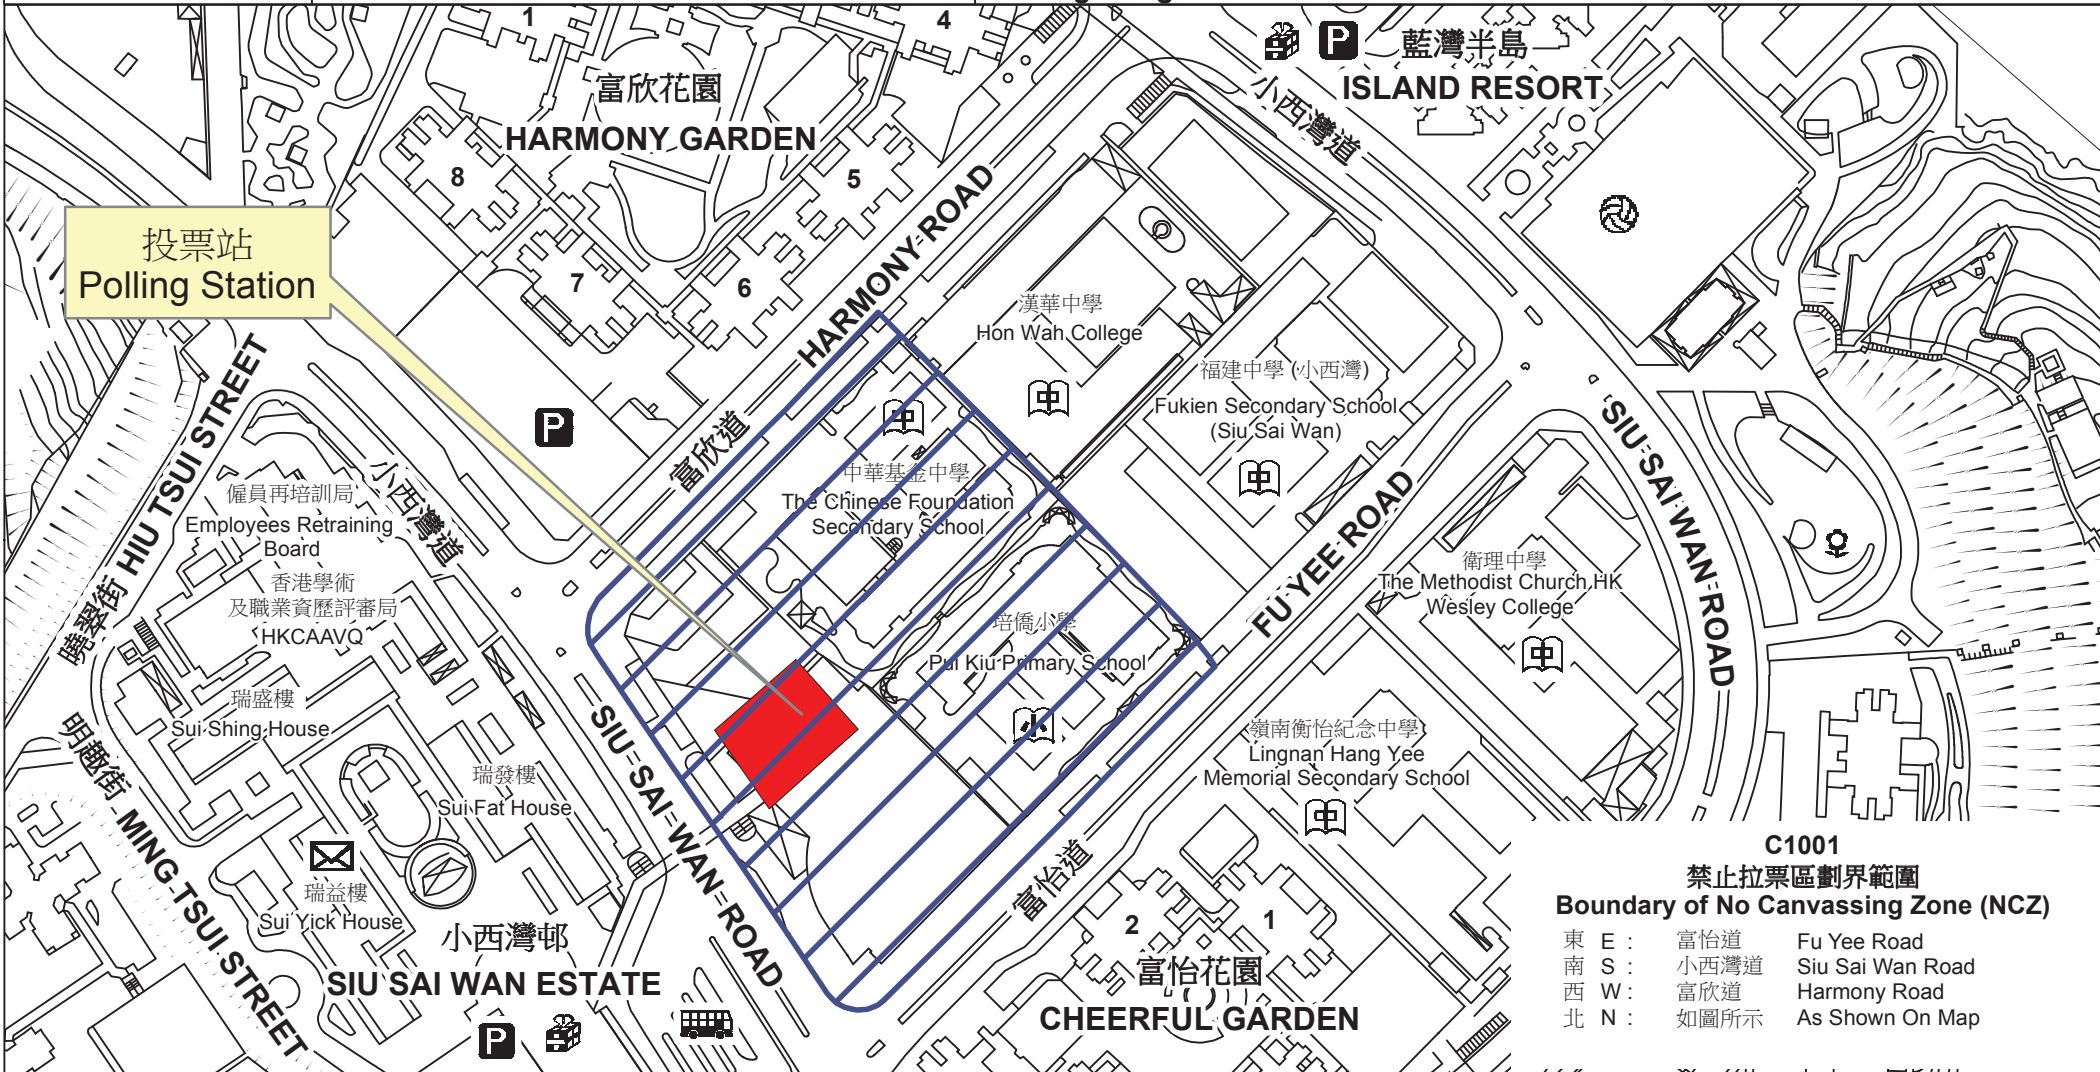 1
4
富欣花園
HARMONY GARDEN
8
5
7
6
藍灣半島
ISLAND RESORT
P
小西灣道
投票站
Polling Station
HARMONY ROAD
富欣道
漢華中學
Hon Wah College
中
福建中學 (小西灣)
Fukien Secondary School
(Siu Sai Wan)
中
中
中華基金中學
The Chinese Foundation
Secondary School
P
曉翠街 HIU TSUI STREET
小西灣道
僱員再培訓局
Employees Retraining
Board
香港學術
及職業資歷評審局
HKCAAVQ
SIU SAI WAN ROAD
FU YEE ROAD
衛理中學
The Methodist Church HK
Wesley College
中
培僑小學
Pui Kiu Primary School
小
瑞盛樓
Sui Shing House
明趣街 MING TSUI STREET
瑞發樓
Sui Fat House
SIU SAI WAN ROAD
嶺南衡怡紀念中學
Lingnan Hang Yee
Memorial Secondary School
中
瑞益樓
Sui Yick House
小西灣邨
SIU SAI WAN ESTATE
P
富怡道
2
1
富怡花園
CHEERFUL GARDEN
C1001
禁止拉票區劃界範圍
Boundary of No Canvassing Zone (NCZ)
東 E : 富怡道 Fu Yee Road
南 S : 小西灣道 Siu Sai Wan Road
西 W : 富欣道 Harmony Road
北 N : 如圖所示 As Shown On Map